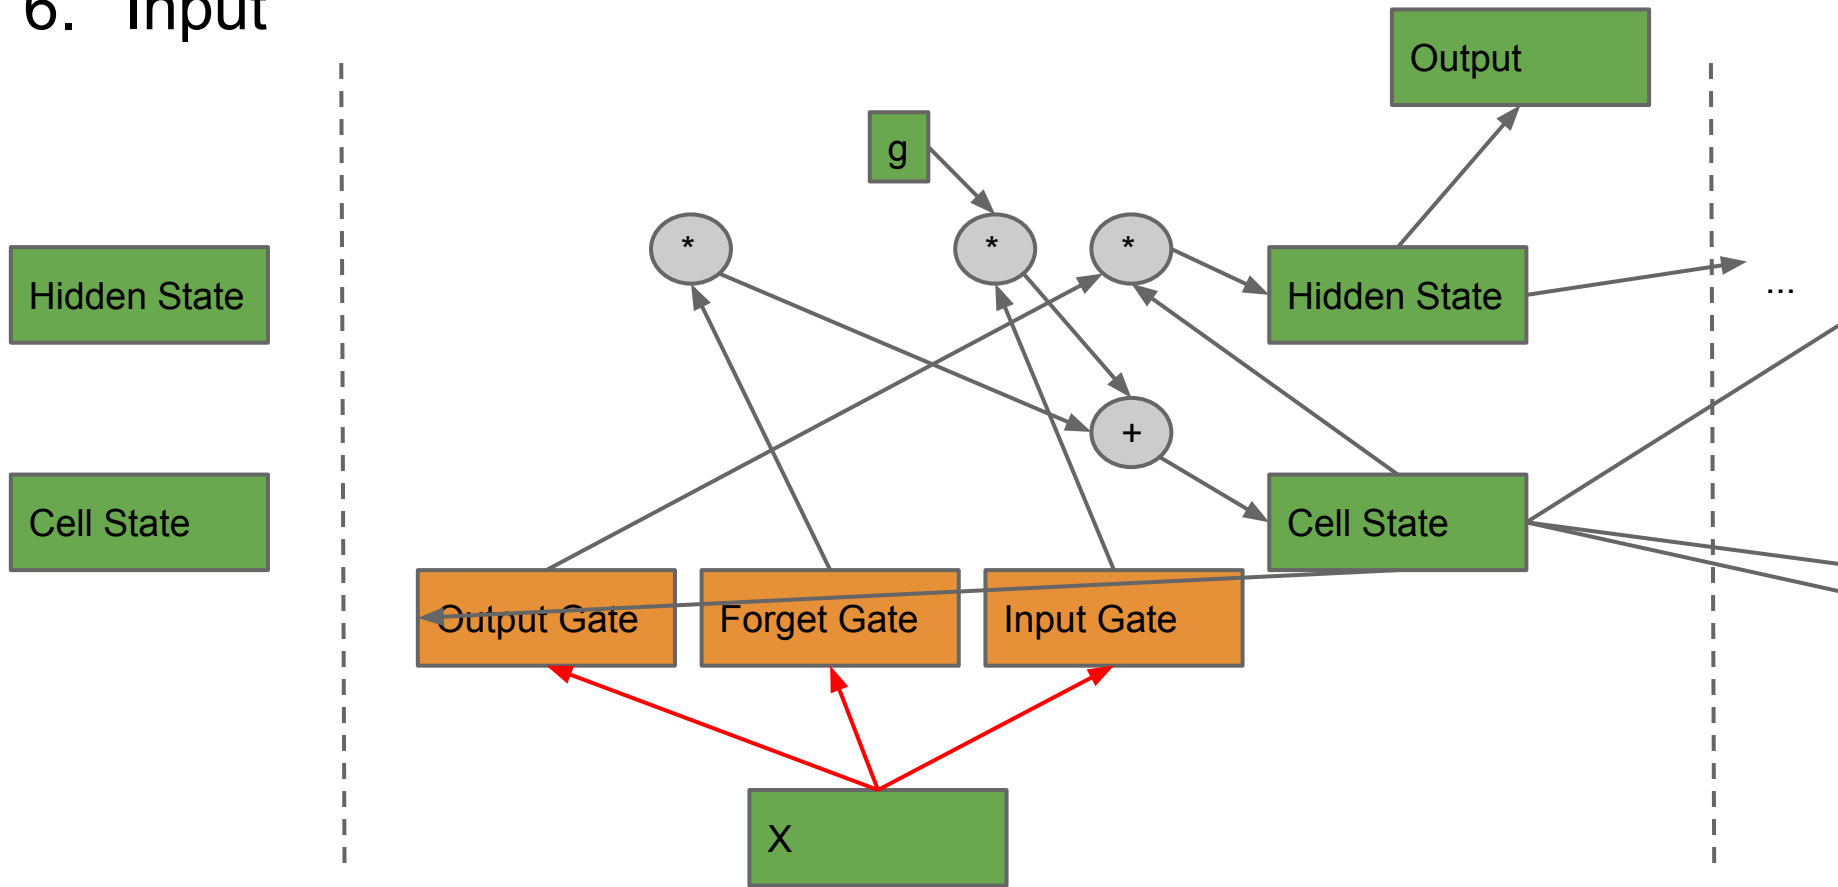 6. Input
Output
g
*
*
*
Hidden State
Hidden State
...
+
Cell State
Cell State
Output Gate
Forget Gate
Input Gate
X